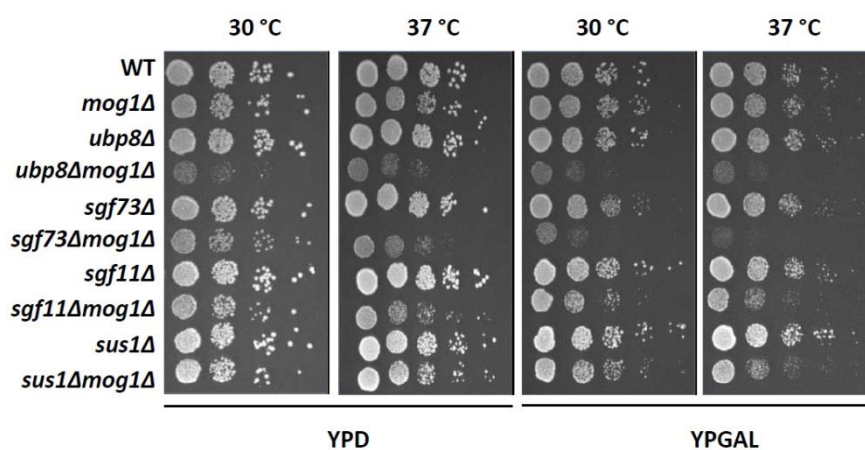 30 °C 37 °C 30 °C 37 °C
WT
mog1Δ
ubp8Δ
ubp8Δmog1Δ
sgf73Δ
sgf73Δmog1Δ
sgf11Δ
sgf11Δmog1Δ
sus1Δ
sus1Δmog1Δ
YPD YPGAL